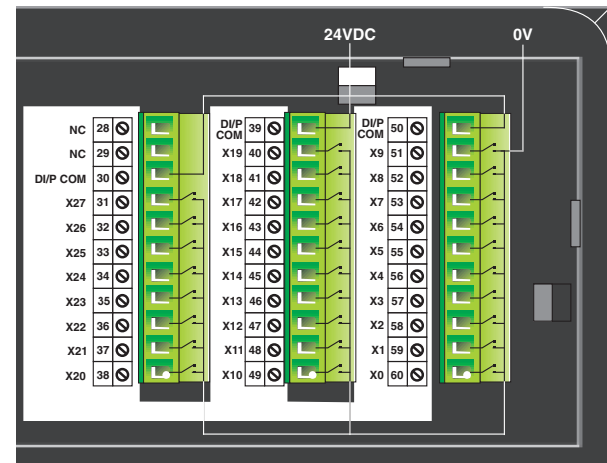 24VDC 0V
NC 28
NC 29
DI/P COM 30
X27 31
X26 32
X25 33
X24 34
X23 35
X22 36
X21 37
X20 38
DI/P
COM 39
X19 40
X18 41
X17 42
X16 43
X15 44
X14 45
X13 46
X12 47
X11 48
X10 49
DI/P
COM 50
X9 51
X8 52
X7 53
X6 54
X5 55
X4 56
X3 57
X2 58
X1 59
X0 60